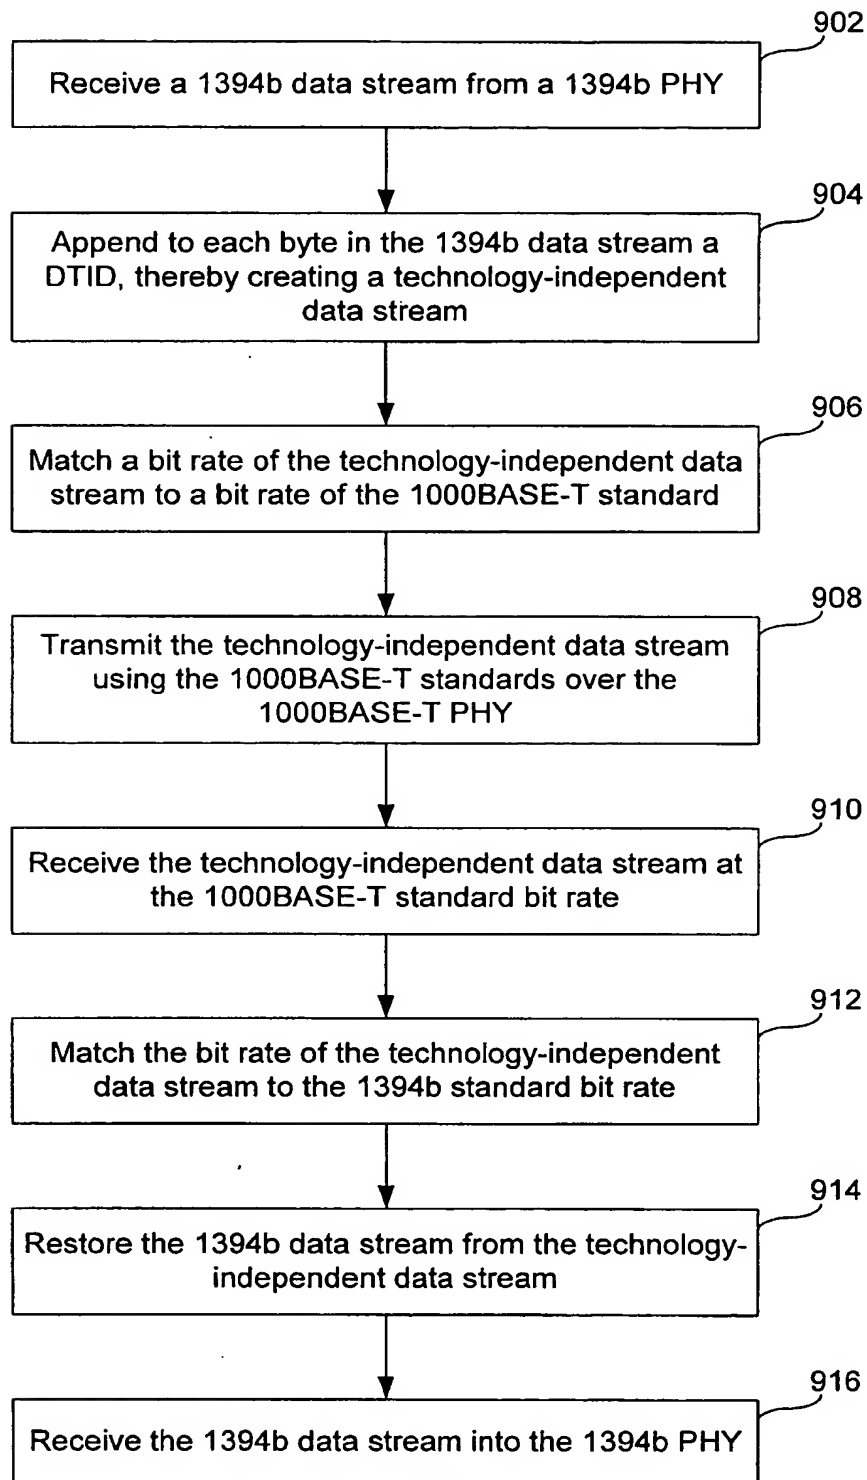 902
Receive a 1394b data stream from a 1394b PHY
904
Append to each byte in the 1394b data stream a
DTID, thereby creating a technology-independent
data stream
906
Match a bit rate of the technology-independent data
stream to a bit rate of the 1000BASE-T standard
908
Transmit the technology-independent data stream
using the 1000BASE-T standards over the
1000BASE-T PHY
910
Receive the technology-independent data stream at
the 1000BASE-T standard bit rate
912
Match the bit rate of the technology-independent
data stream to the 1394b standard bit rate
914
Restore the 1394b data stream from the technology-
independent data stream
916
Receive the 1394b data stream into the 1394b PHY